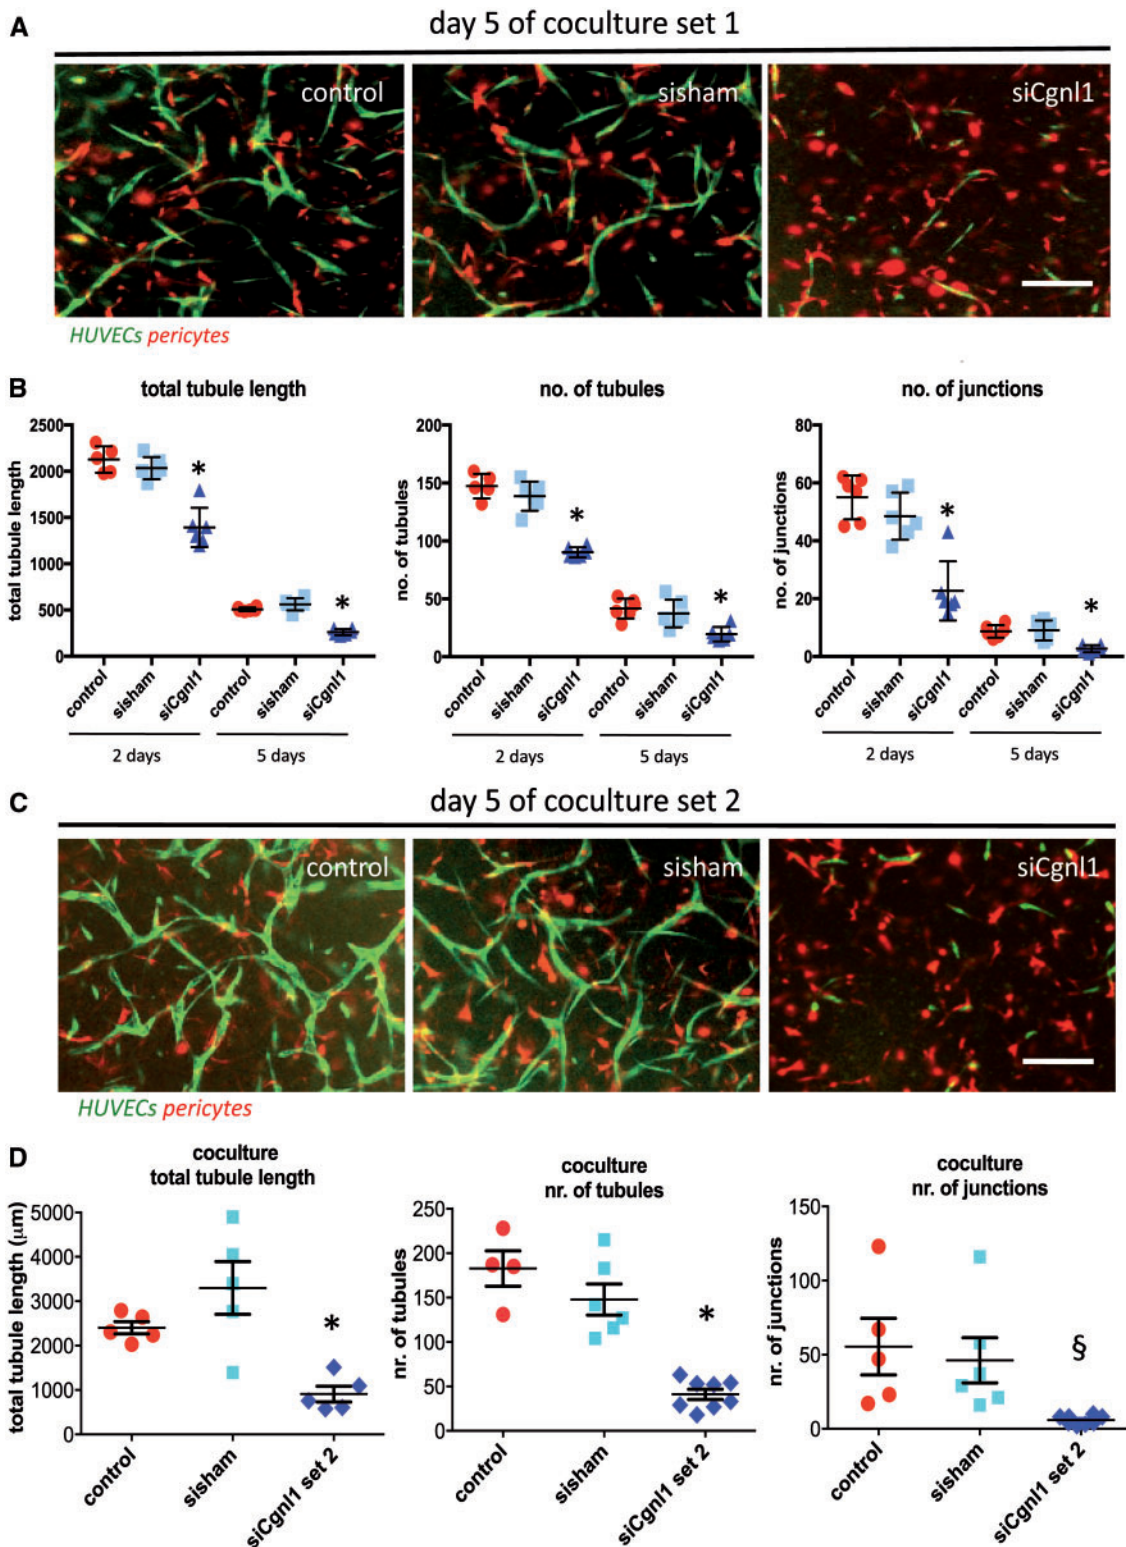 A
day 5 of coculture set 1
control
sisham
siCgnl1
HUVECs pericytes
B
total tubule length
no. of tubules
no. of junctions
total tubule length
2500
2000
1500
1000
500
0
control
sisham
siCgnl1
control
sisham
siCgnl1
2 days
5 days
no. of tubules
200
150
100
50
0
control
sisham
siCgnl1
control
sisham
siCgnl1
2 days
5 days
no. of junctions
80
60
40
20
0
control
sisham
siCgnl1
control
sisham
siCgnl1
2 days
5 days
*
*
*
*
*
*
C
day 5 of coculture set 2
control
sisham
siCgnl1
HUVECs pericytes
D
coculture
total tubule length
total tubule length (μm)
5000
4000
3000
2000
1000
0
*
control
sisham
siCgnl1 set 2
coculture
nr. of tubules
nr. of tubules
250
200
150
100
50
0
*
control
sisham
siCgnl1 set 2
coculture
nr. of junctions
nr. of junctions
150
100
50
0
§
control
sisham
siCgnl1 set 2